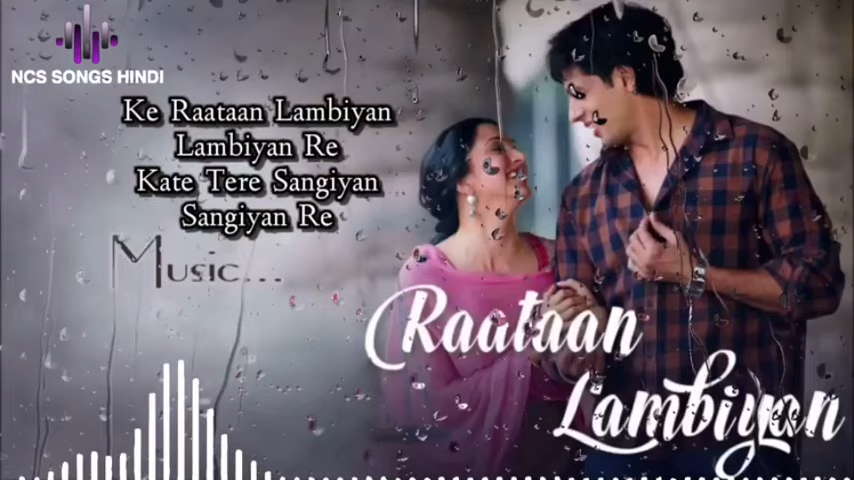 NCS SONGS HINDI
Ke Raataan Lambiyan
Lambiyan Re
Kate Tere Sangiyan
Sangiyan Re
Music...
Raataan
Lambiyan